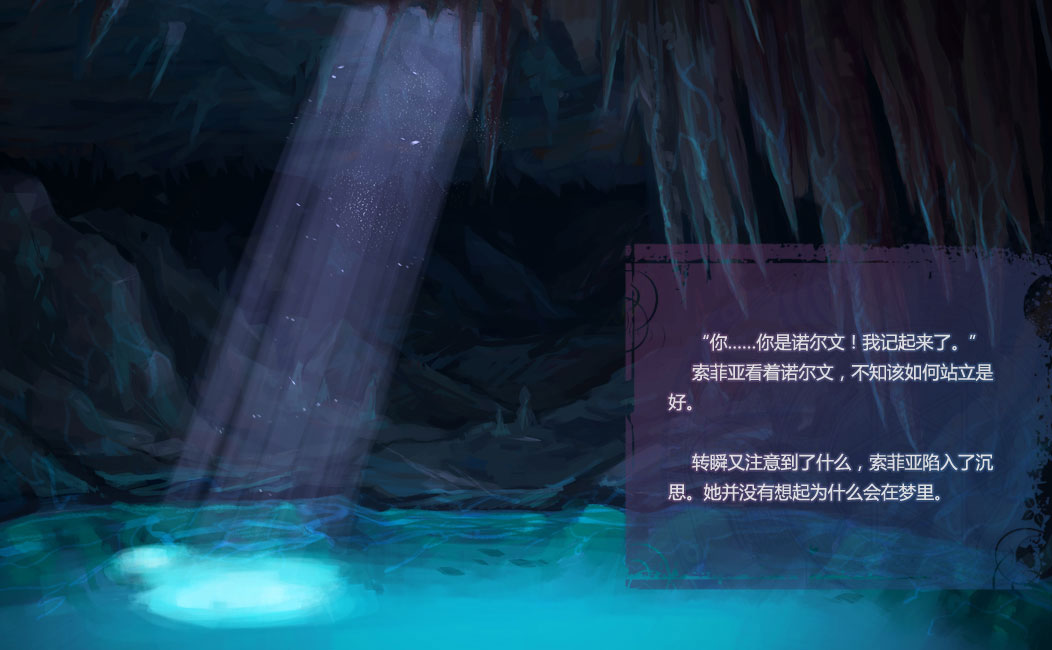 “你……你是诺尔文！我记起来了。”
索菲亚看着诺尔文，不知该如何站立是
好。
转瞬又注意到了什么，索菲亚陷入了沉
思。她并没有想起为什么会在梦里。